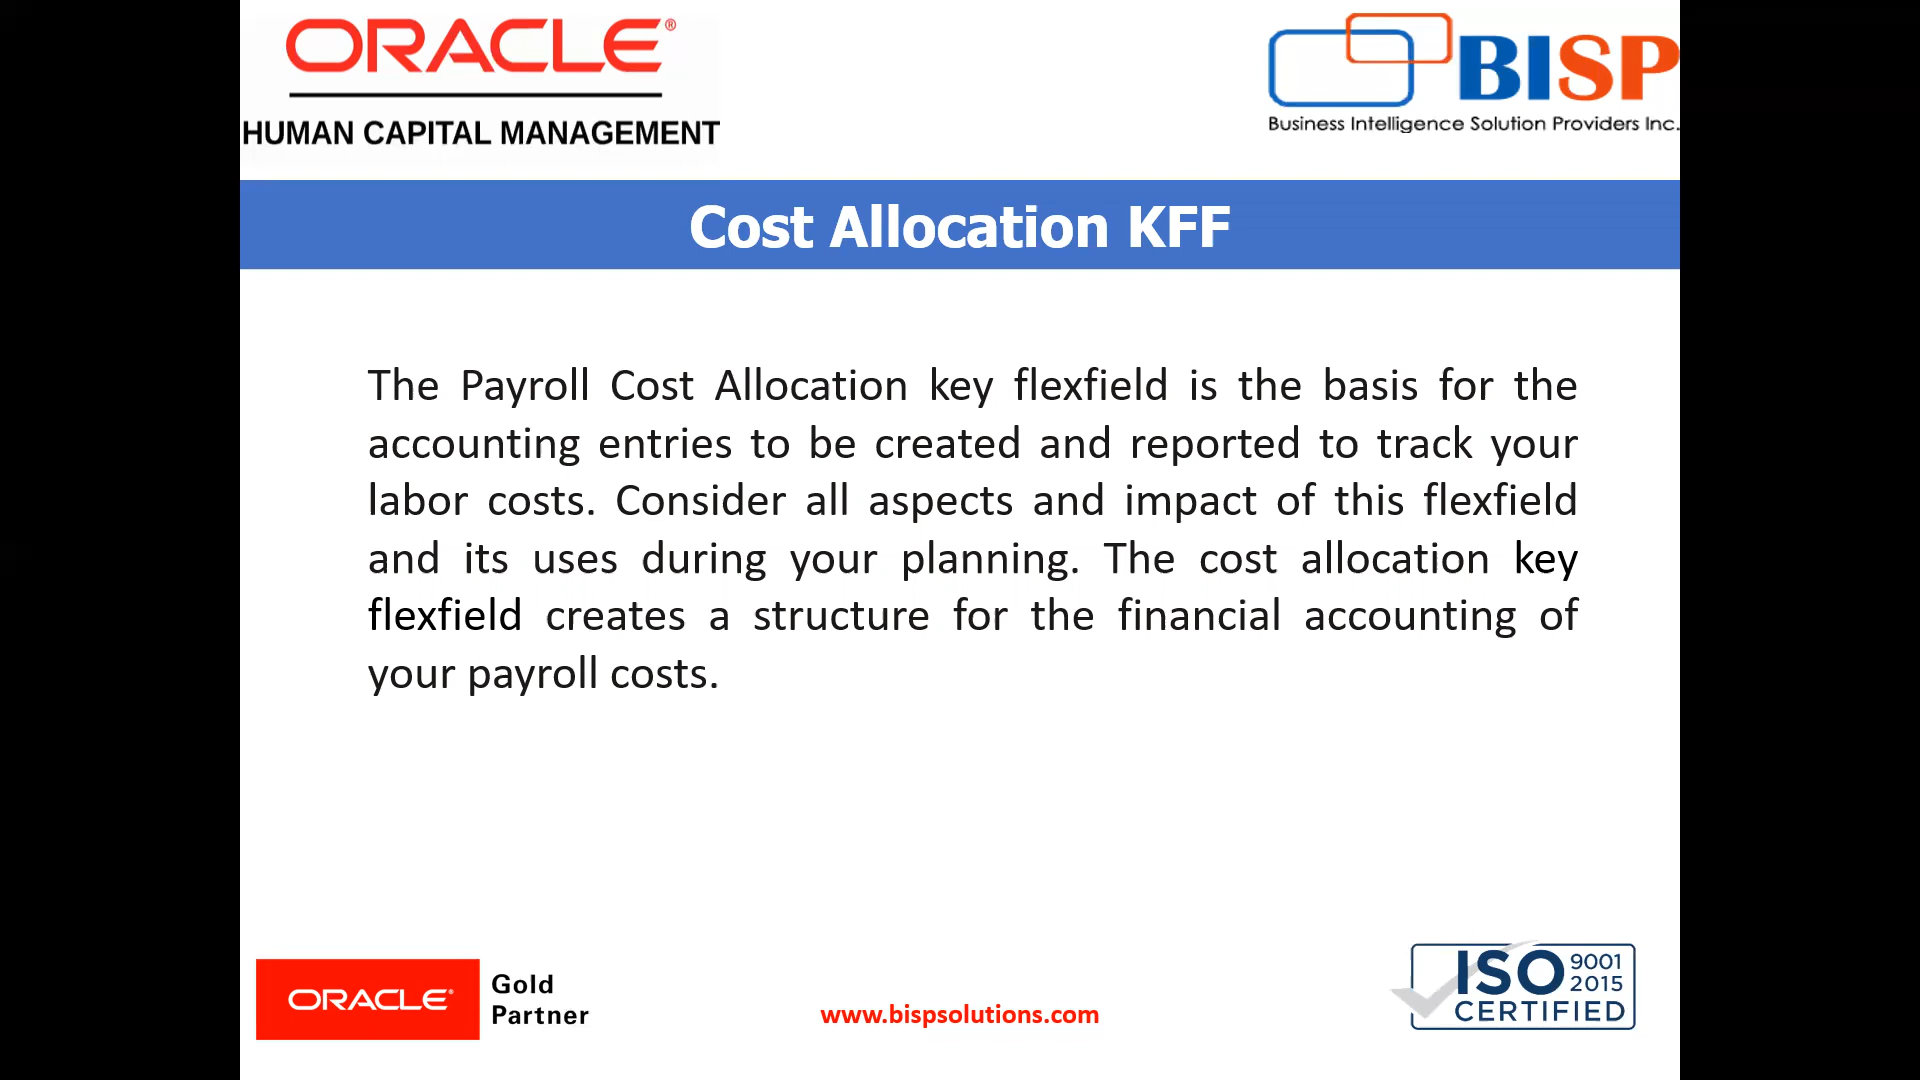 ORACLE®
HUMAN CAPITAL MANAGEMENT
BISP
Business Intelligence Solution Providers Inc.
Cost Allocation KFF
The Payroll Cost Allocation key flexfield is the basis for the
accounting entries to be created and reported to track your
labor costs. Consider all aspects and impact of this flexfield
and its uses during your planning. The cost allocation key
flexfield creates a structure for the financial accounting of
your payroll costs.
ORACLE®
Gold
Partner
www.bispsolutions.com
ISO 9001
2015
CERTIFIED